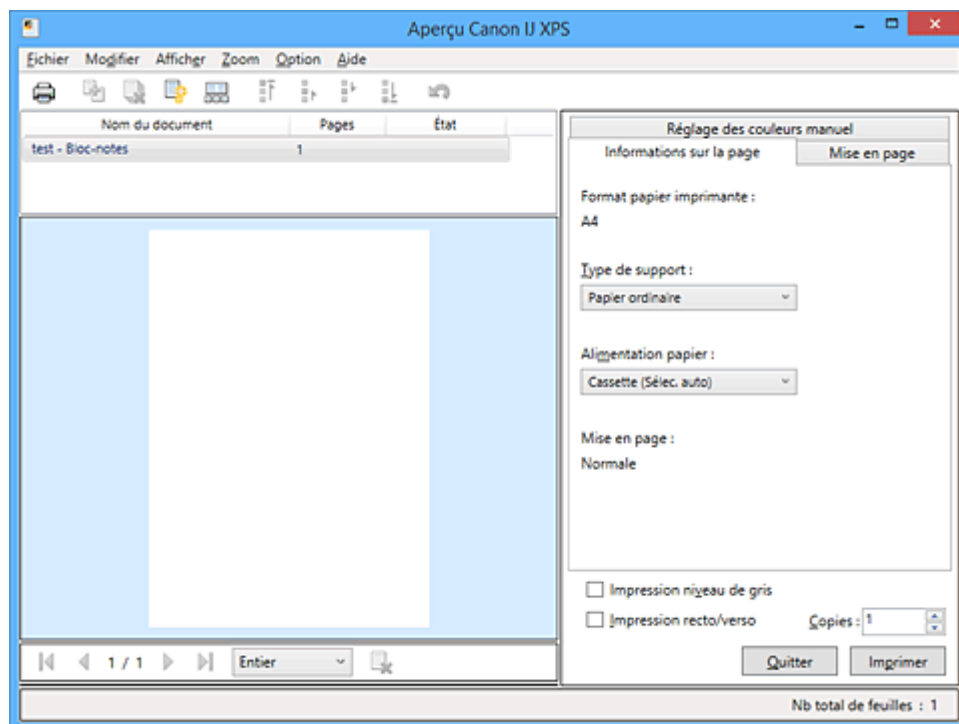 Aperçu Canon IJ XPS
Fichier Modifier Afficher Zoom Option Aide
Nom du document Pages État
test - Bloc-notes 1
Réglage des couleurs manuel
Informations sur la page Mise en page
Format papier imprimante :
A4
Type de support :
Papier ordinaire
Alimentation papier :
Cassette (Sélec. auto)
Mise en page :
Normale
Impression niveau de gris
Impression recto/verso Copies : 1
1 / 1 Entier
Quitter Imprimer
Nb total de feuilles : 1